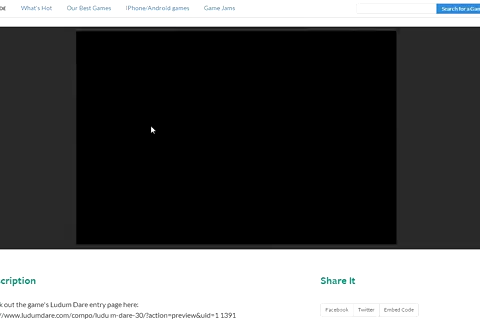 DE What's Hot Our Best Games iPhone/Android games Game Jams Search for a Gam
cription
Share It
k out the game's Ludum Dare entry page here:
//www.ludumdare.com/compo/ludu m-dare-30/?action=preview&uid=1 1391
Facebook Twitter Embed Code